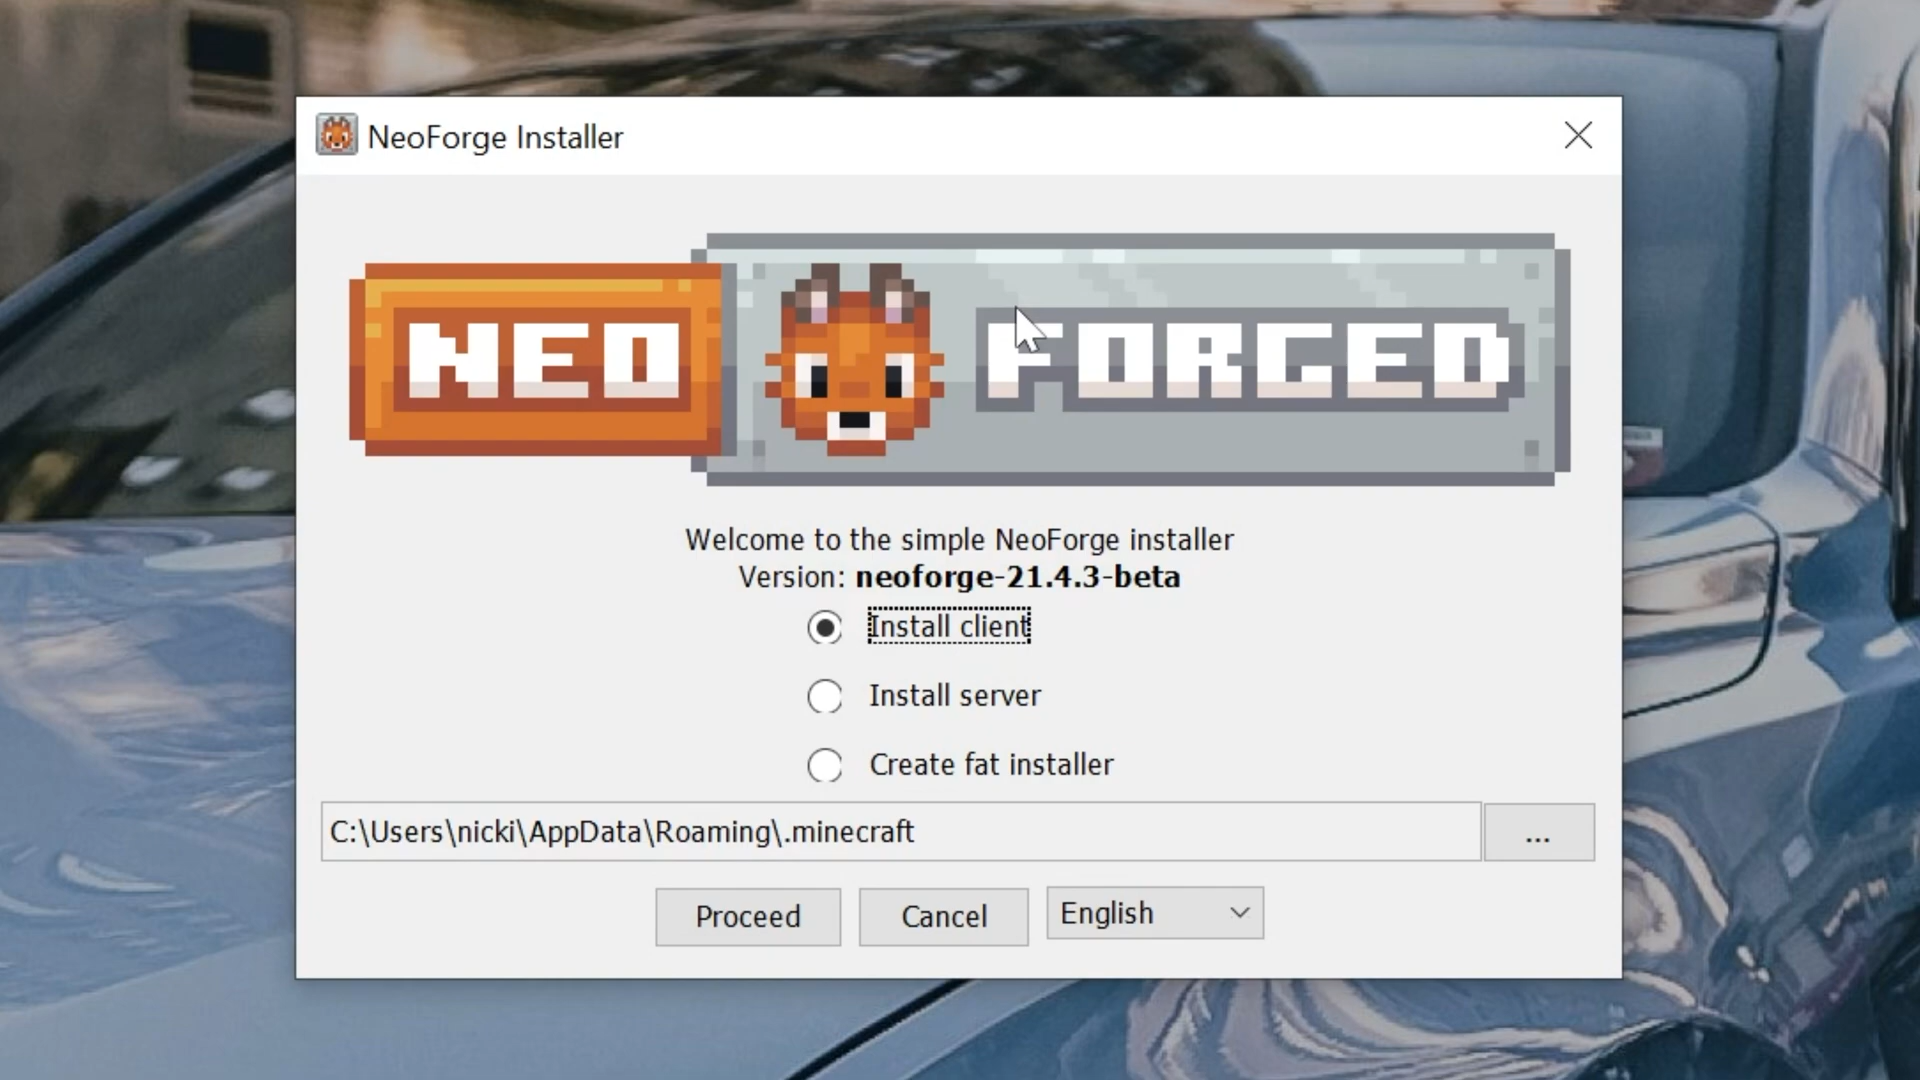 NeoForge Installer
NEO FORGED
Welcome to the simple NeoForge installer
Version: neoforge-21.4.3-beta
Install client
Install server
Create fat installer
C:\Users\nicki\AppData\Roaming\.minecraft
...
Proceed
Cancel
English